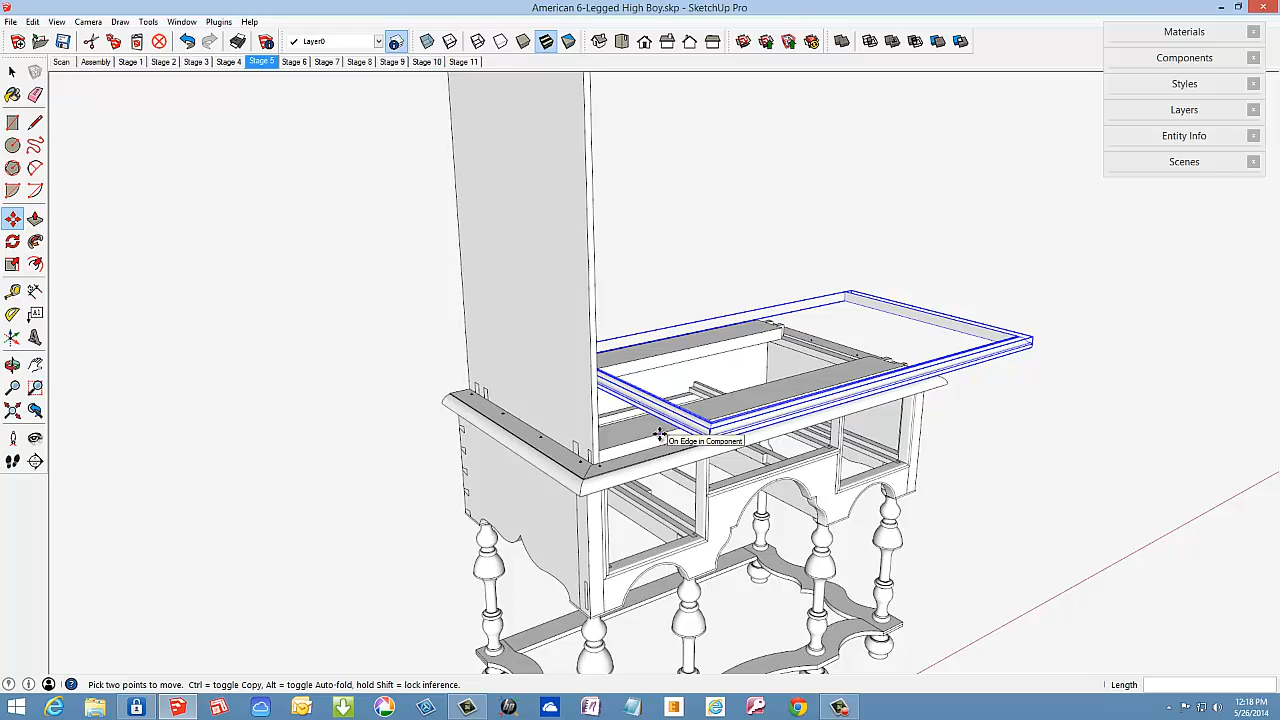 American 6-Legged High Boy.skp - SketchUp Pro
File Edit View Camera Draw Tools Window Plugins Help
Layer0
Scan Assembly Stage 1 Stage 2 Stage 3 Stage 4 Stage 5 Stage 6 Stage 7 Stage 8 Stage 9 Stage 10 Stage 11
Materials
Components
Styles
Layers
Entity Info
Scenes
A1
On Edge in Component
Pick two points to move. Ctrl = toggle Copy, Alt = toggle Auto-fold, hold Shift = lock inference.
Length
12:18 PM
5/26/2014